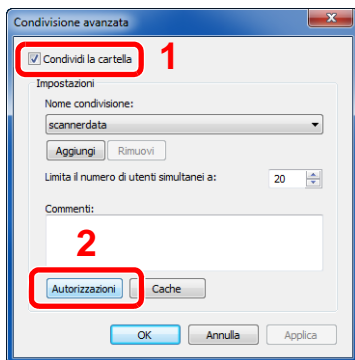 Condivisione avanzata
Condividi la cartella 1
Impostazioni
Nome condivisione:
scannerdata
Aggiungi Rimuovi
Limita il numero di utenti simultanei a: 20
Commenti:
2
Autorizzazioni Cache
OK Annulla Applica